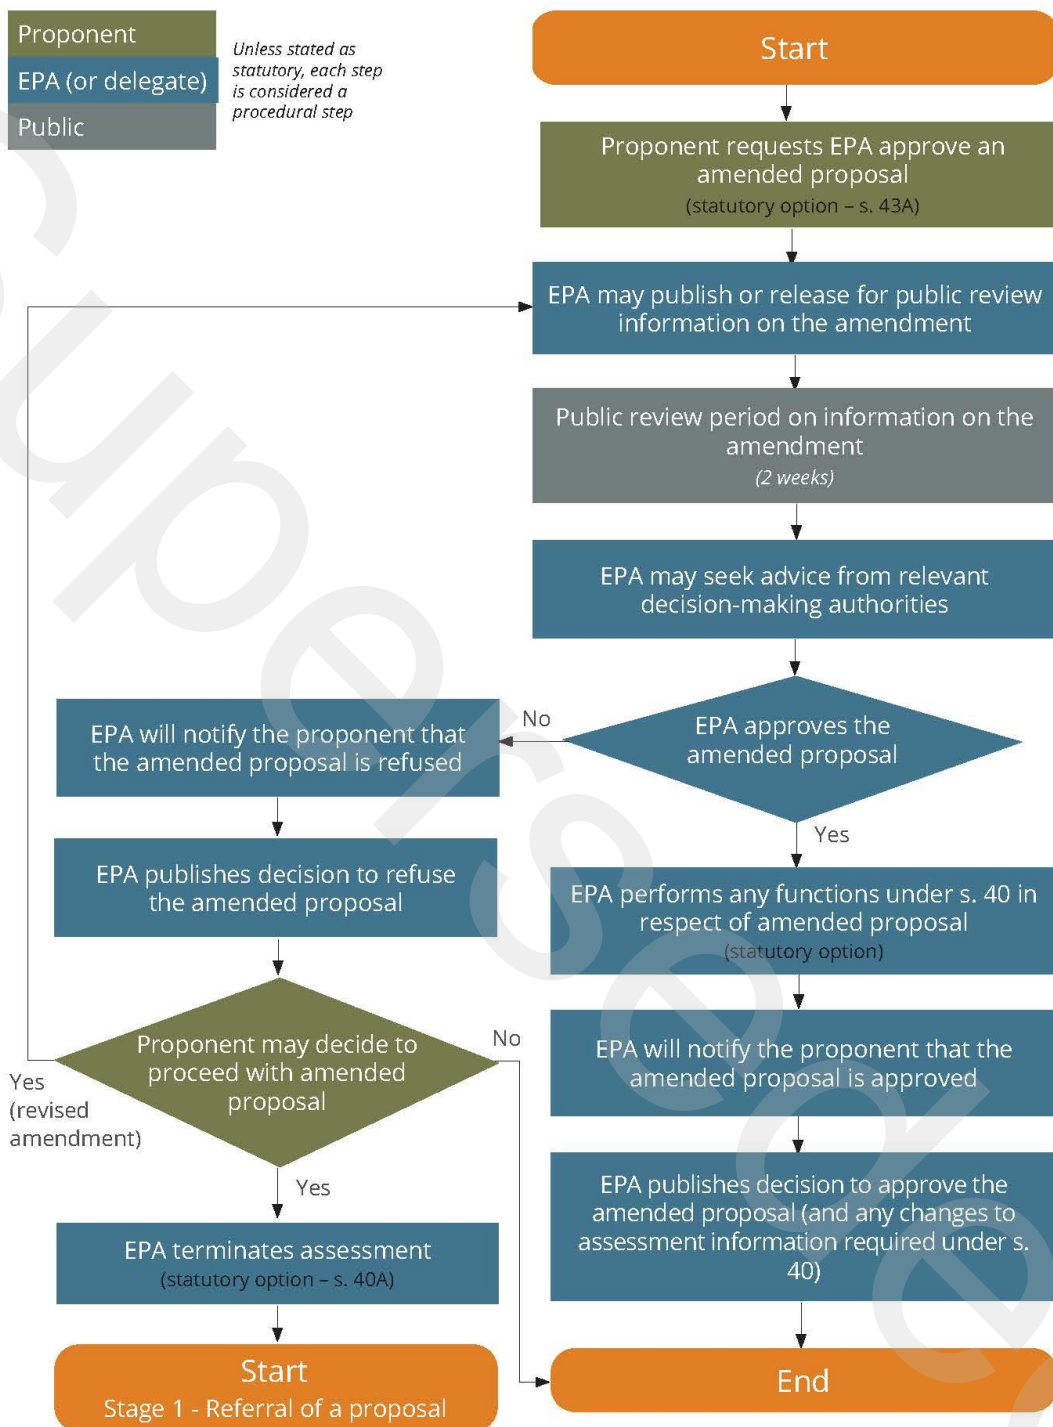 Proponent
EPA (or delegate)
Public
Unless stated as
statutory, each step
is considered a
procedural step
Start
Proponent requests EPA approve an
amended proposal
(statutory option – s. 43A)
EPA may publish or release for public review
information on the amendment
Public review period on information on the
amendment
(2 weeks)
EPA may seek advice from relevant
decision-making authorities
EPA approves the
amended proposal
No
EPA will notify the proponent that
the amended proposal is refused
EPA publishes decision to refuse
the amended proposal
Proponent may decide to
proceed with amended
proposal
No
Yes
(revised
amendment)
Yes
EPA terminates assessment
(statutory option – s. 40A)
Start
Stage 1 - Referral of a proposal
Yes
EPA performs any functions under s. 40 in
respect of amended proposal
(statutory option)
EPA will notify the proponent that the
amended proposal is approved
EPA publishes decision to approve the
amended proposal (and any changes to
assessment information required under s.
40)
End
Superseded